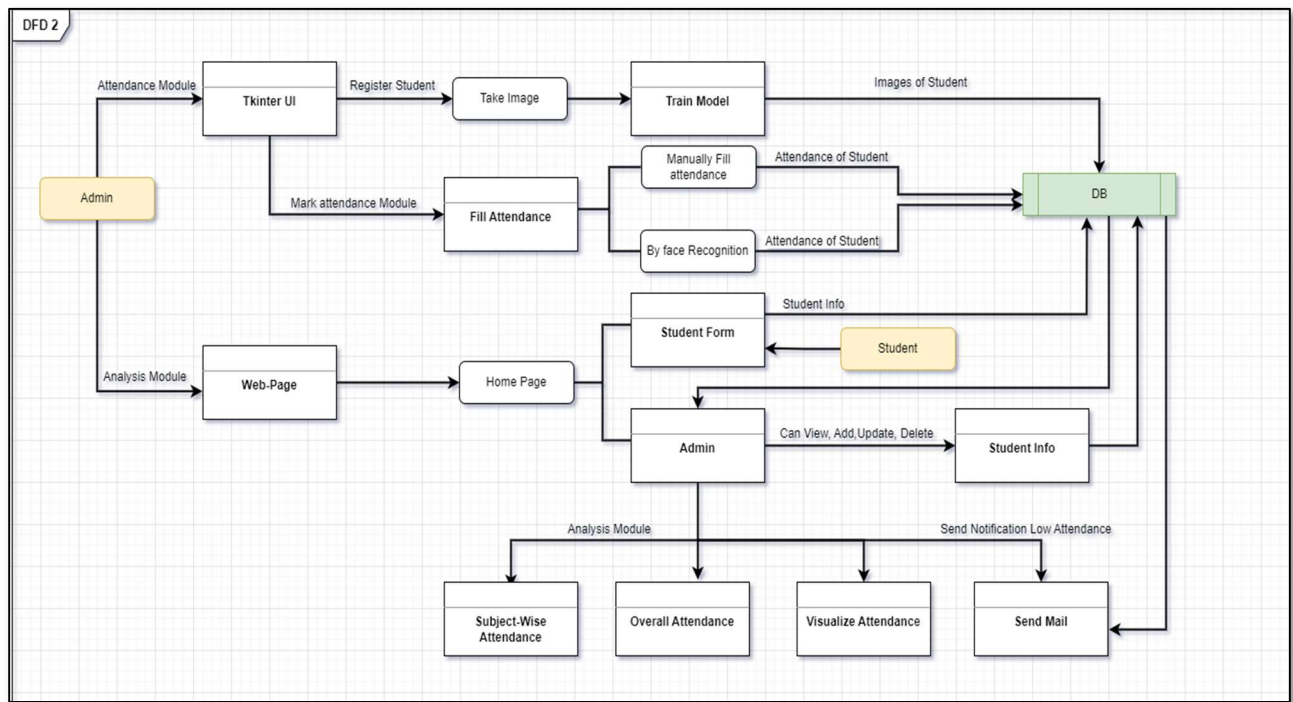 DFD 2
Attendance Module
Tkinter UI
Register Student
Take Image
Train Model
Images of Student
Admin
Mark attendance Module
Fill Attendance
Manually Fill
attendance
Attendance of Student
By face Recognition
Attendance of Student
DB
Analysis Module
Web-Page
Home Page
Student Form
Student Info
Student
Admin
Can View, Add,Update, Delete
Student Info
Analysis Module
Send Notification Low Attendance
Subject-Wise
Attendance
Overall Attendance
Visualize Attendance
Send Mail